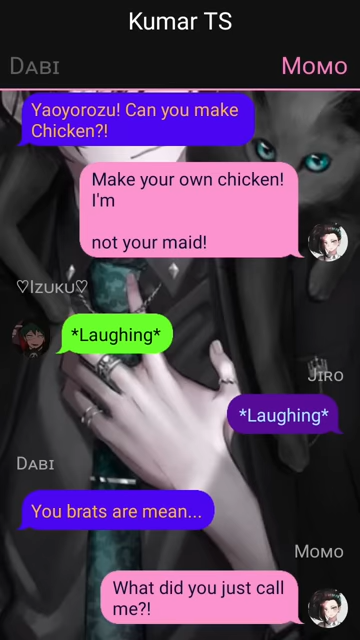 Kumar TS
Dabi Momo
Yaoyorozu! Can you make
Chicken?!
Make your own chicken!
I'm
not your maid!
♡Izuku♡
*Laughing*
Jiro
*Laughing*
Dabi
You brats are mean...
Momo
What did you just call
me?!